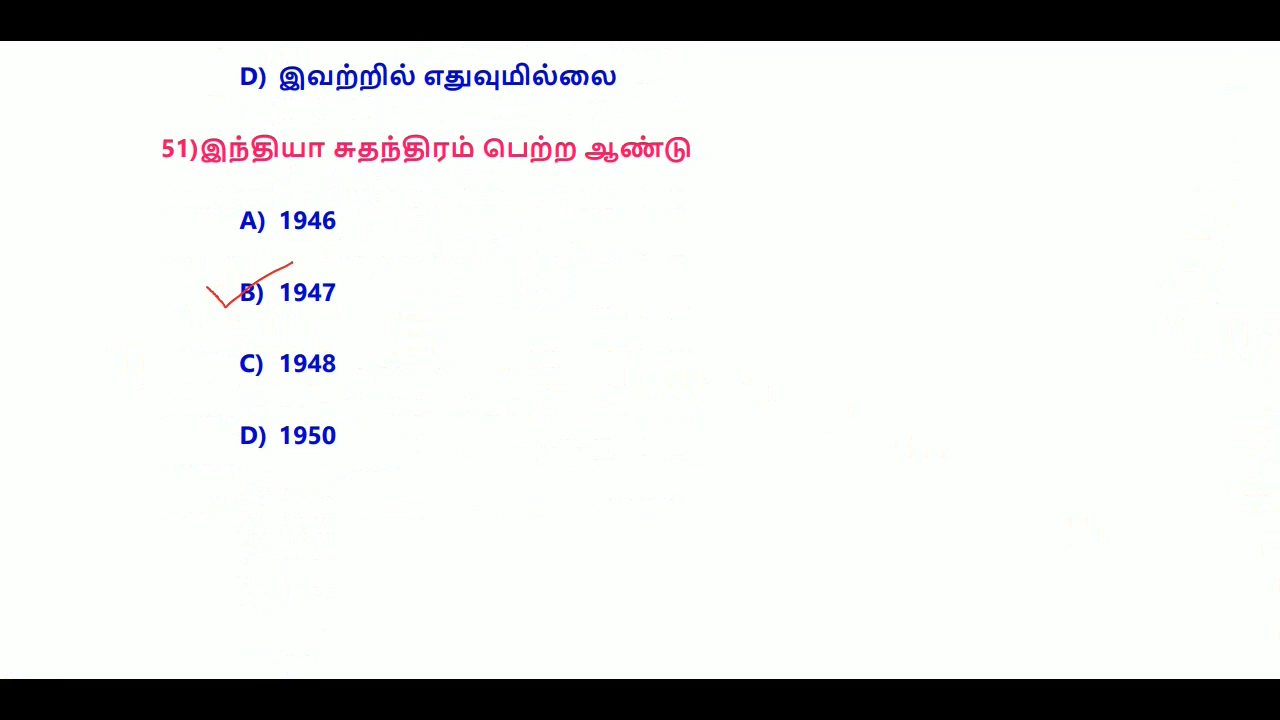 D) இவற்றில் எதுவுமில்லை
51)இந்தியா சுதந்திரம் பெற்ற ஆண்டு
A) 1946
B) 1947
C) 1948
D) 1950